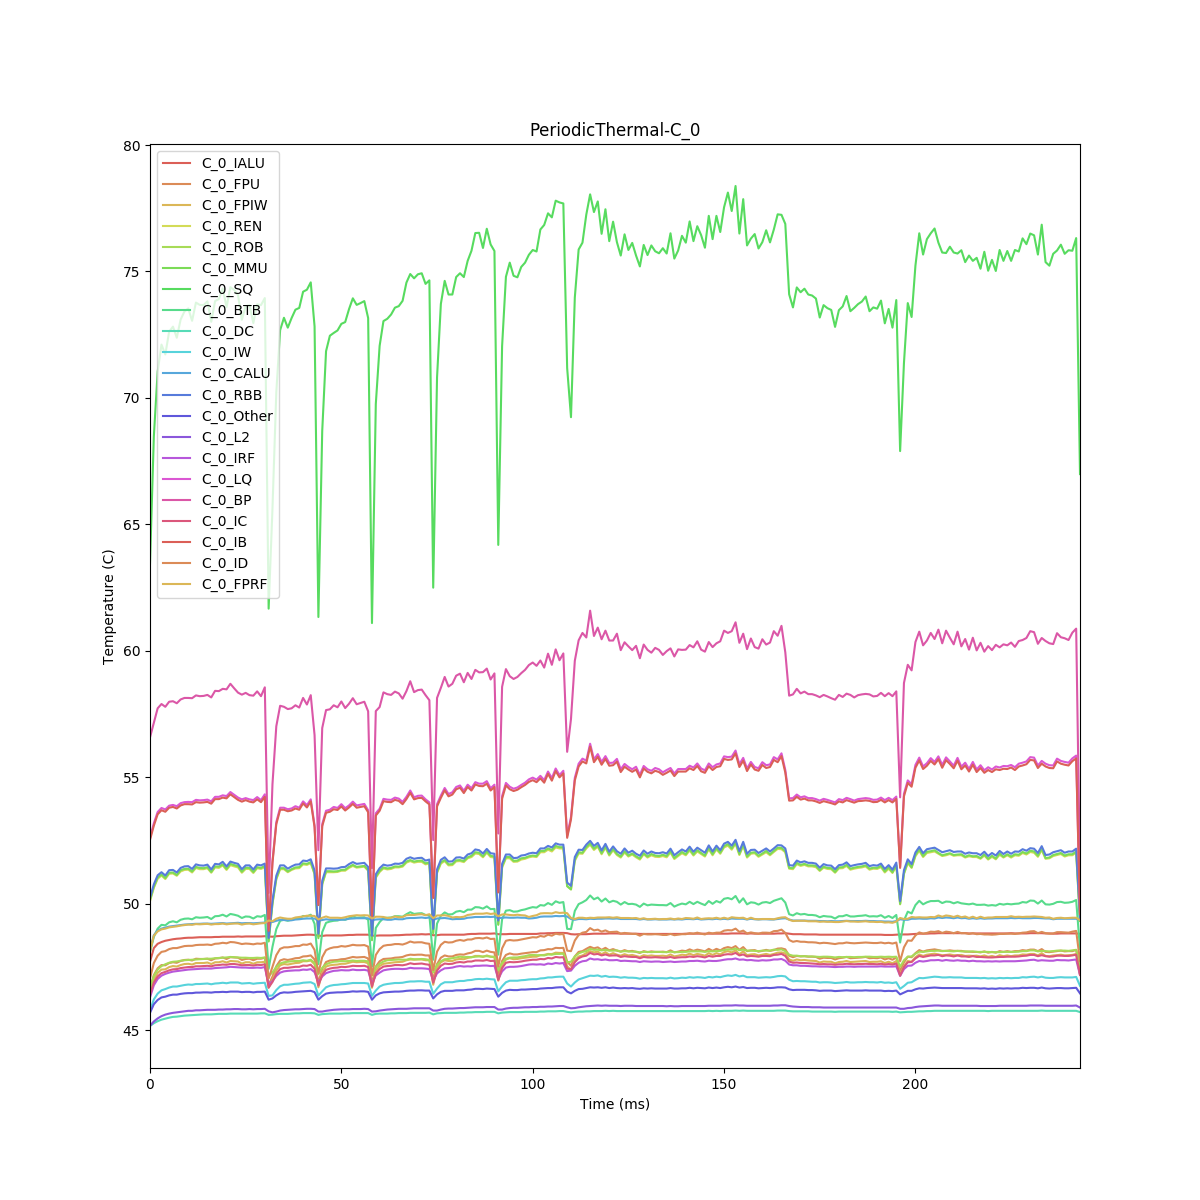 PeriodicThermal-C_0
80
75
70
65
60
55
50
45
Temperature (C)
C_0_IALU
C_0_FPU
C_0_FPIW
C_0_REN
C_0_ROB
C_0_MMU
C_0_SQ
C_0_BTB
C_0_DC
C_0_IW
C_0_CALU
C_0_RBB
C_0_Other
C_0_L2
C_0_IRF
C_0_LQ
C_0_BP
C_0_IC
C_0_IB
C_0_ID
C_0_FPRF
0 50 100 150 200
Time (ms)